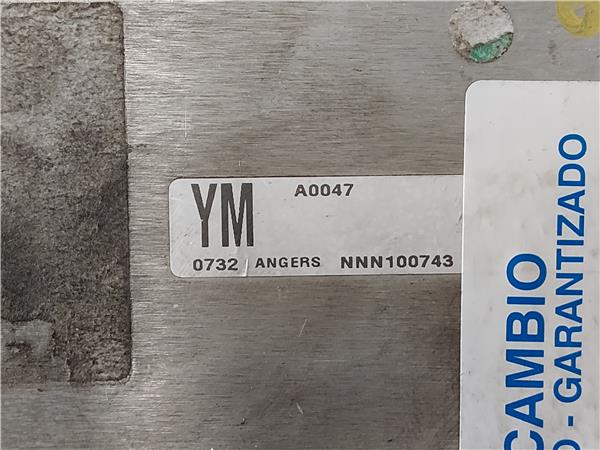 YM A0047
0732 ANGERS NNN100743
CAMBIO
- GARANTIZADO